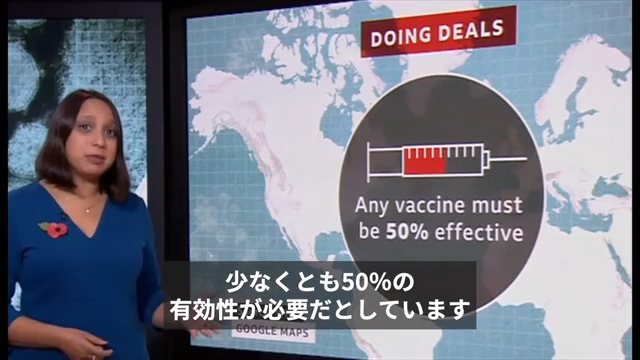 DOING DEALS
Any vaccine must
be 50% effective
少なくとも50%の
有効性が必要だとしています
GOOGLE MAPS